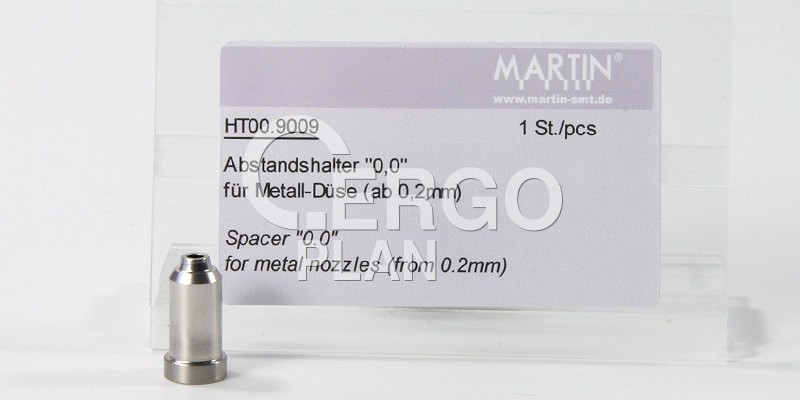 MARTIN®
www.martin-smt.de
HT00.9009 1 St./pcs
Abstandshalter "0,0"
für Metall-Düse (ab 0,2mm)
Spacer "0.0"
for metal nozzles (from 0.2mm)
CERGO
PLAN